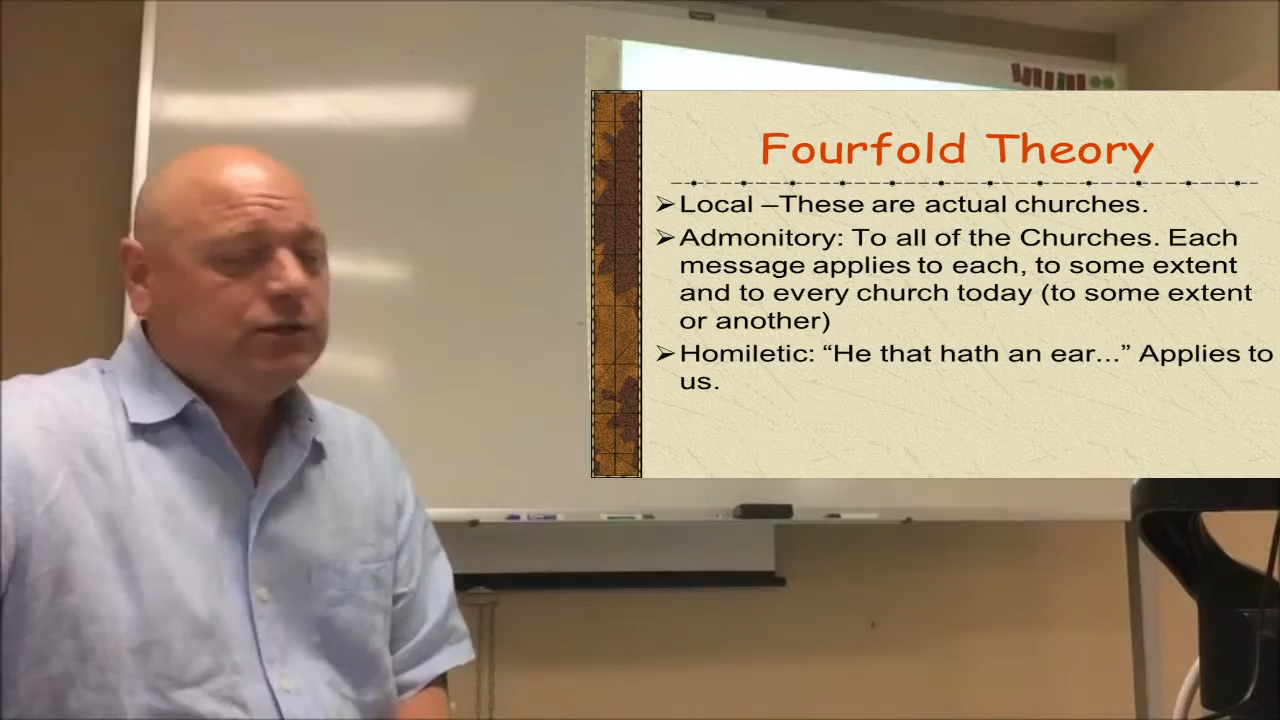 Fourfold Theory
➢Local –These are actual churches.
➢Admonitory: To all of the Churches. Each
message applies to each, to some extent
and to every church today (to some extent
or another)
➢Homiletic: “He that hath an ear...” Applies to
us.